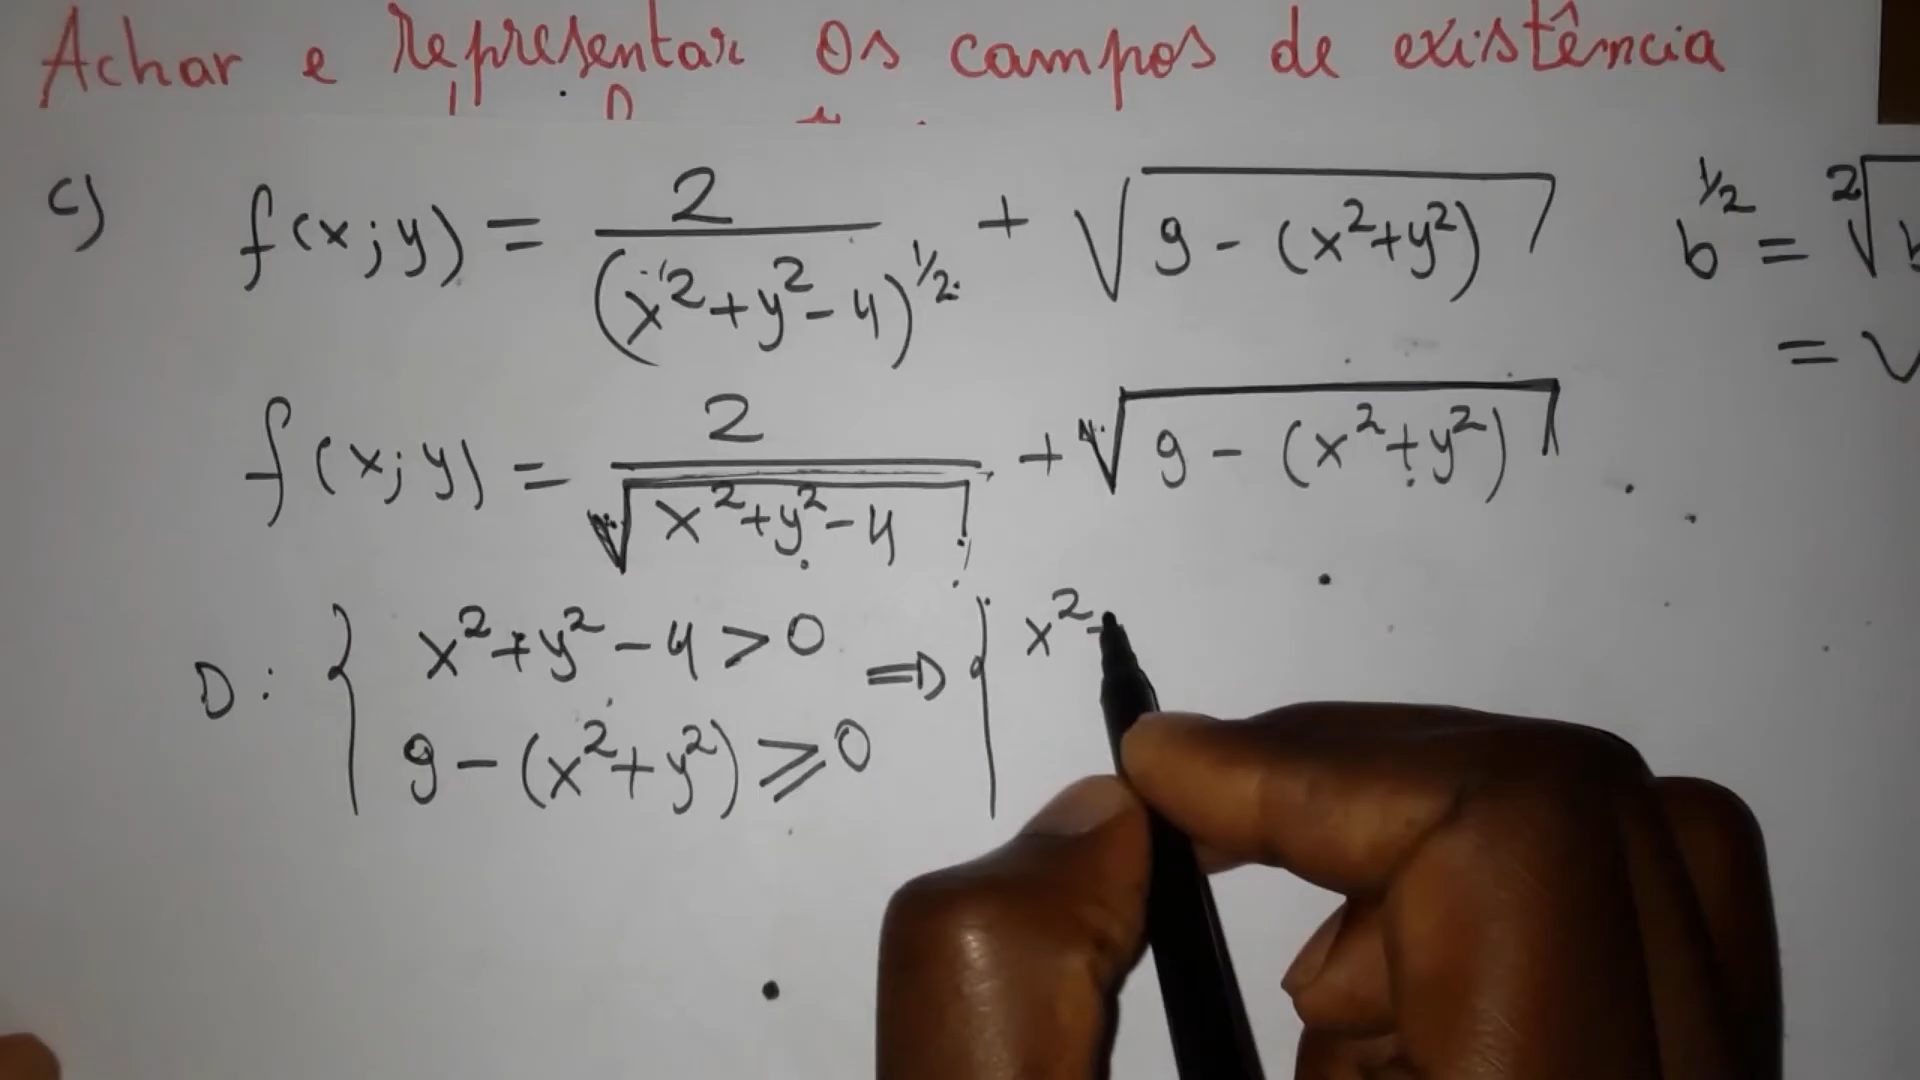 Achar e representar os campos de existência
c) f(x;y) = 2/(x²+y²-4)^1/2 + √(9-(x²+y²))
b^1/2 = ²√b
= √
f(x;y) = 2/√(x²+y²-4) + √(9-(x²+y²))
D: { x²+y²-4>0 ⇒ { x²+
9-(x²+y²)⩾0